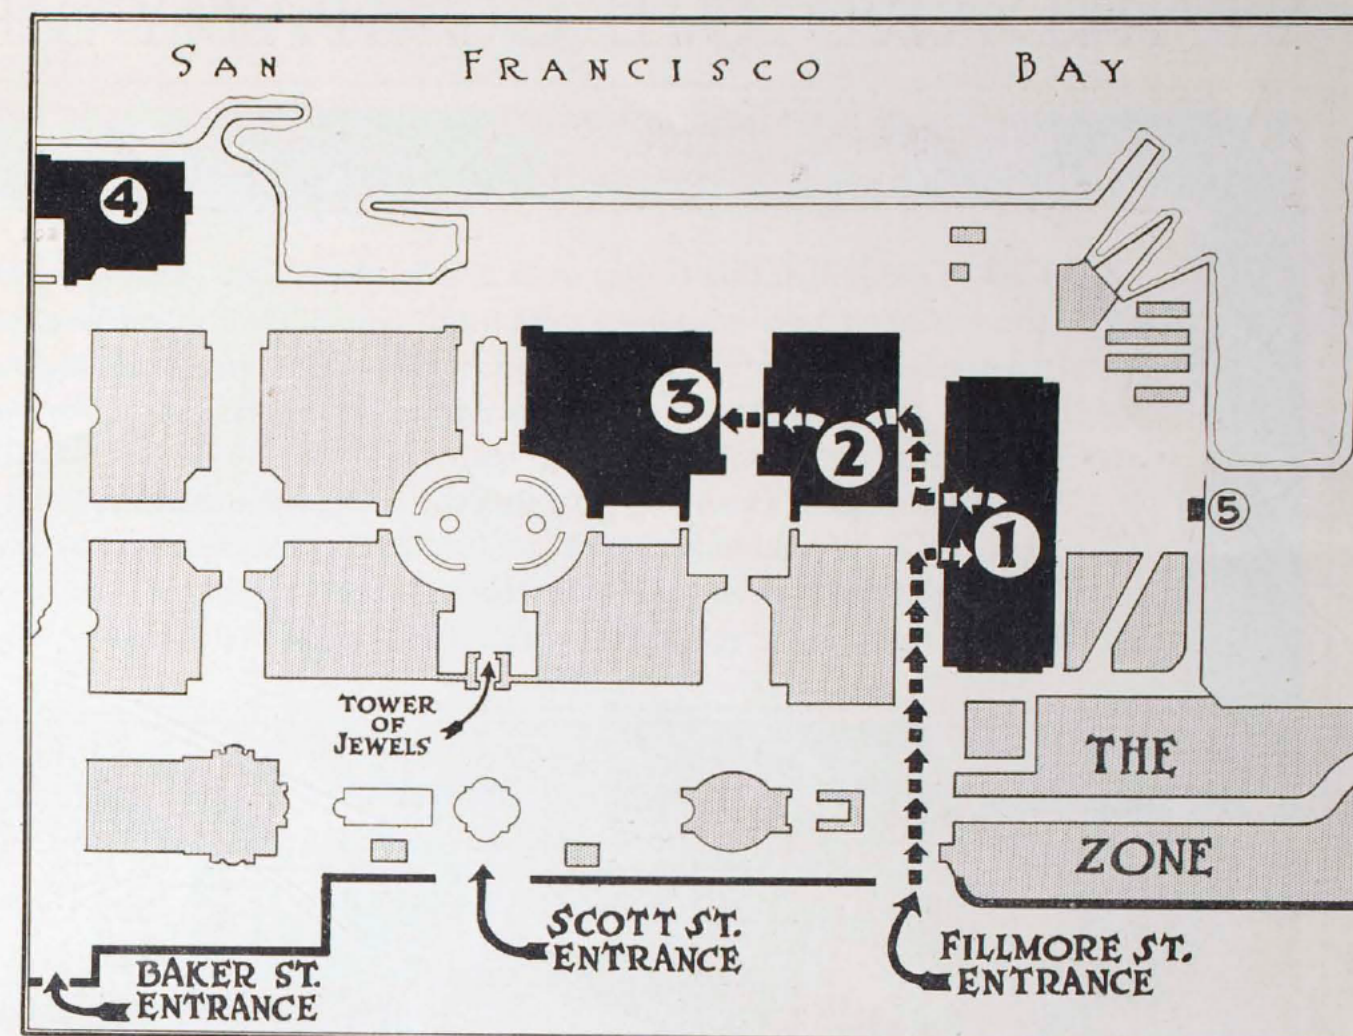 SAN FRANCISCO BAY
4
3
2
1
5
TOWER
OF
JEWELS
THE
ZONE
SCOTT ST.
ENTRANCE
FILLMORE ST.
ENTRANCE
BAKER ST.
ENTRANCE